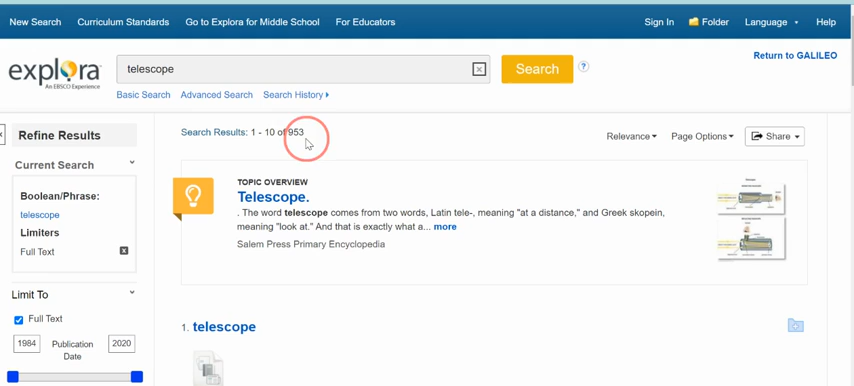 New Search Curriculum Standards Go to Explora for Middle School For Educators Sign In Folder Language Help
Return to GALILEO
explora
An EBSCO Experience
telescope
Search
Basic Search Advanced Search Search History
Refine Results
Current Search
Boolean/Phrase:
telescope
Limiters
Full Text
Limit To
Full Text
1984 Publication Date 2020
Search Results: 1 - 10 of 953
Relevance Page Options Share
TOPIC OVERVIEW
Telescope.
. The word telescope comes from two words, Latin tele-, meaning "at a distance," and Greek skopein,
meaning "look at." And that is exactly what a... more
Salem Press Primary Encyclopedia
1. telescope